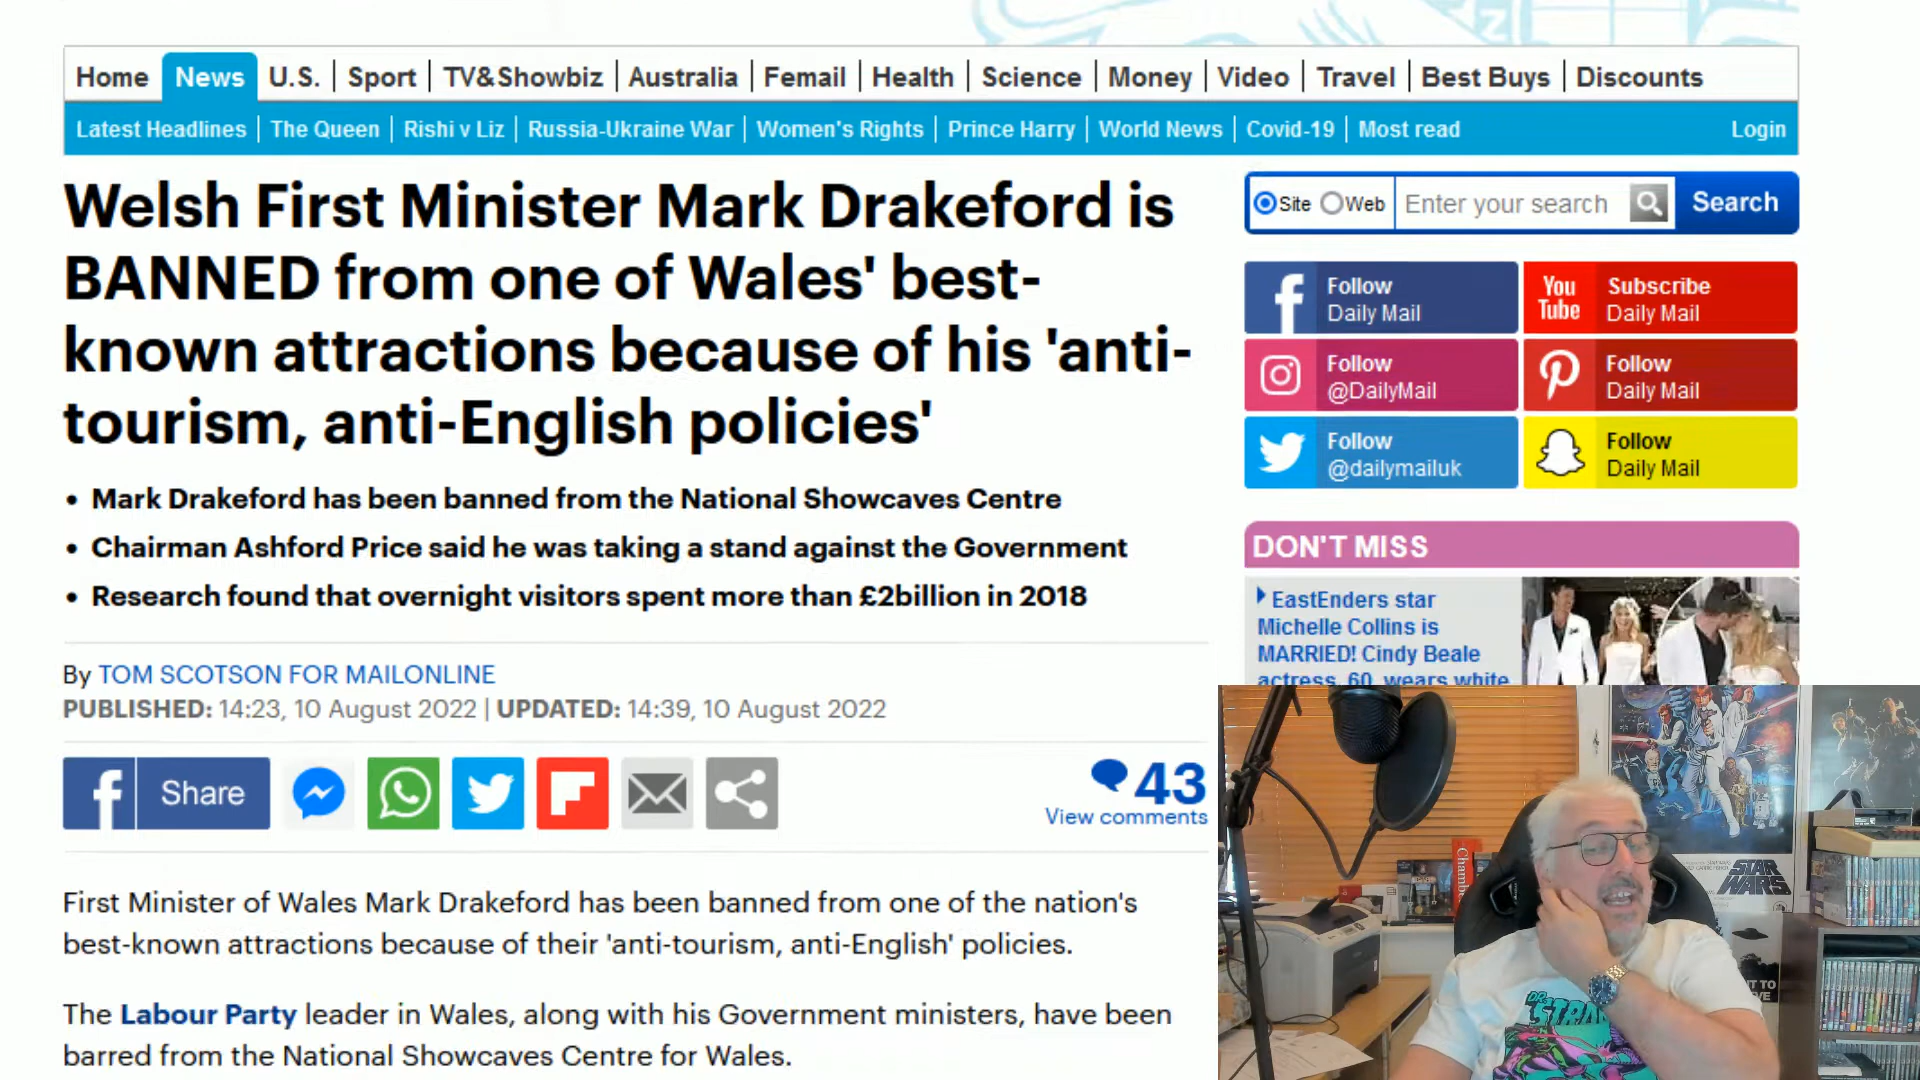 Home News U.S. Sport TV&Showbiz Australia Femail Health Science Money Video Travel Best Buys Discounts
Latest Headlines The Queen Rishi v Liz Russia-Ukraine War Women's Rights Prince Harry World News Covid-19 Most read Login
Welsh First Minister Mark Drakeford is
BANNED from one of Wales' best-
known attractions because of his 'anti-
tourism, anti-English policies'
• Mark Drakeford has been banned from the National Showcaves Centre
• Chairman Ashford Price said he was taking a stand against the Government
• Research found that overnight visitors spent more than £2billion in 2018
By TOM SCOTSON FOR MAILONLINE
PUBLISHED: 14:23, 10 August 2022 | UPDATED: 14:39, 10 August 2022
Share
43
View comments
First Minister of Wales Mark Drakeford has been banned from one of the nation's
best-known attractions because of their 'anti-tourism, anti-English' policies.
The Labour Party leader in Wales, along with his Government ministers, have been
barred from the National Showcaves Centre for Wales.
Site Web Enter your search Search
Follow
Daily Mail
You
Tube
Subscribe
Daily Mail
Follow
@DailyMail
Follow
Daily Mail
Follow
@dailymailuk
Follow
Daily Mail
DON'T MISS
EastEnders star
Michelle Collins is
MARRIED! Cindy Beale
actress, 60, wears white
STAR
WARS
DR.